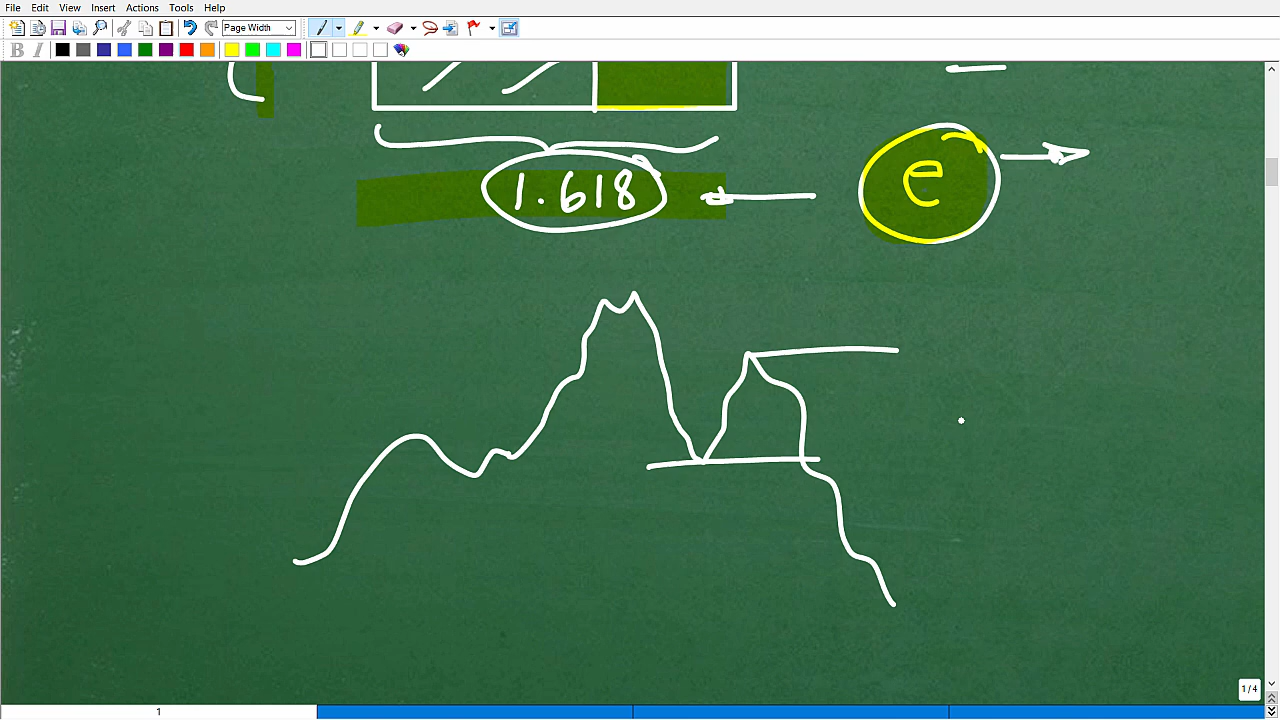 File Edit View Insert Actions Tools Help
Page Width
B I
1.618
e
1 / 4
1